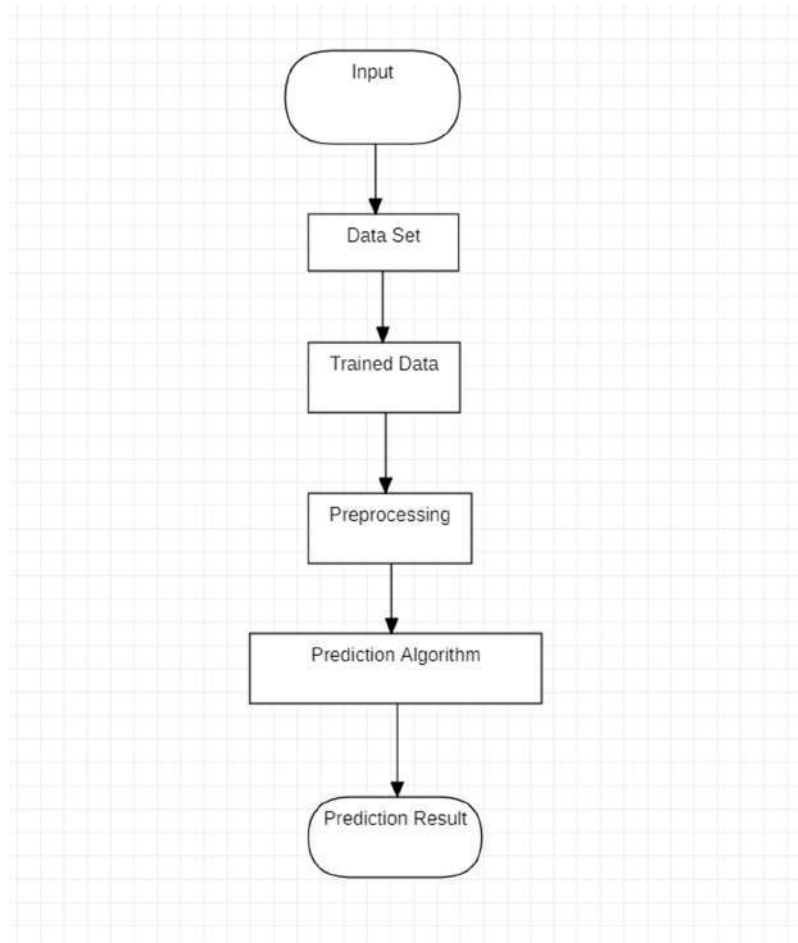 Input
Data Set
Trained Data
Preprocessing
Prediction Algorithm
Prediction Result